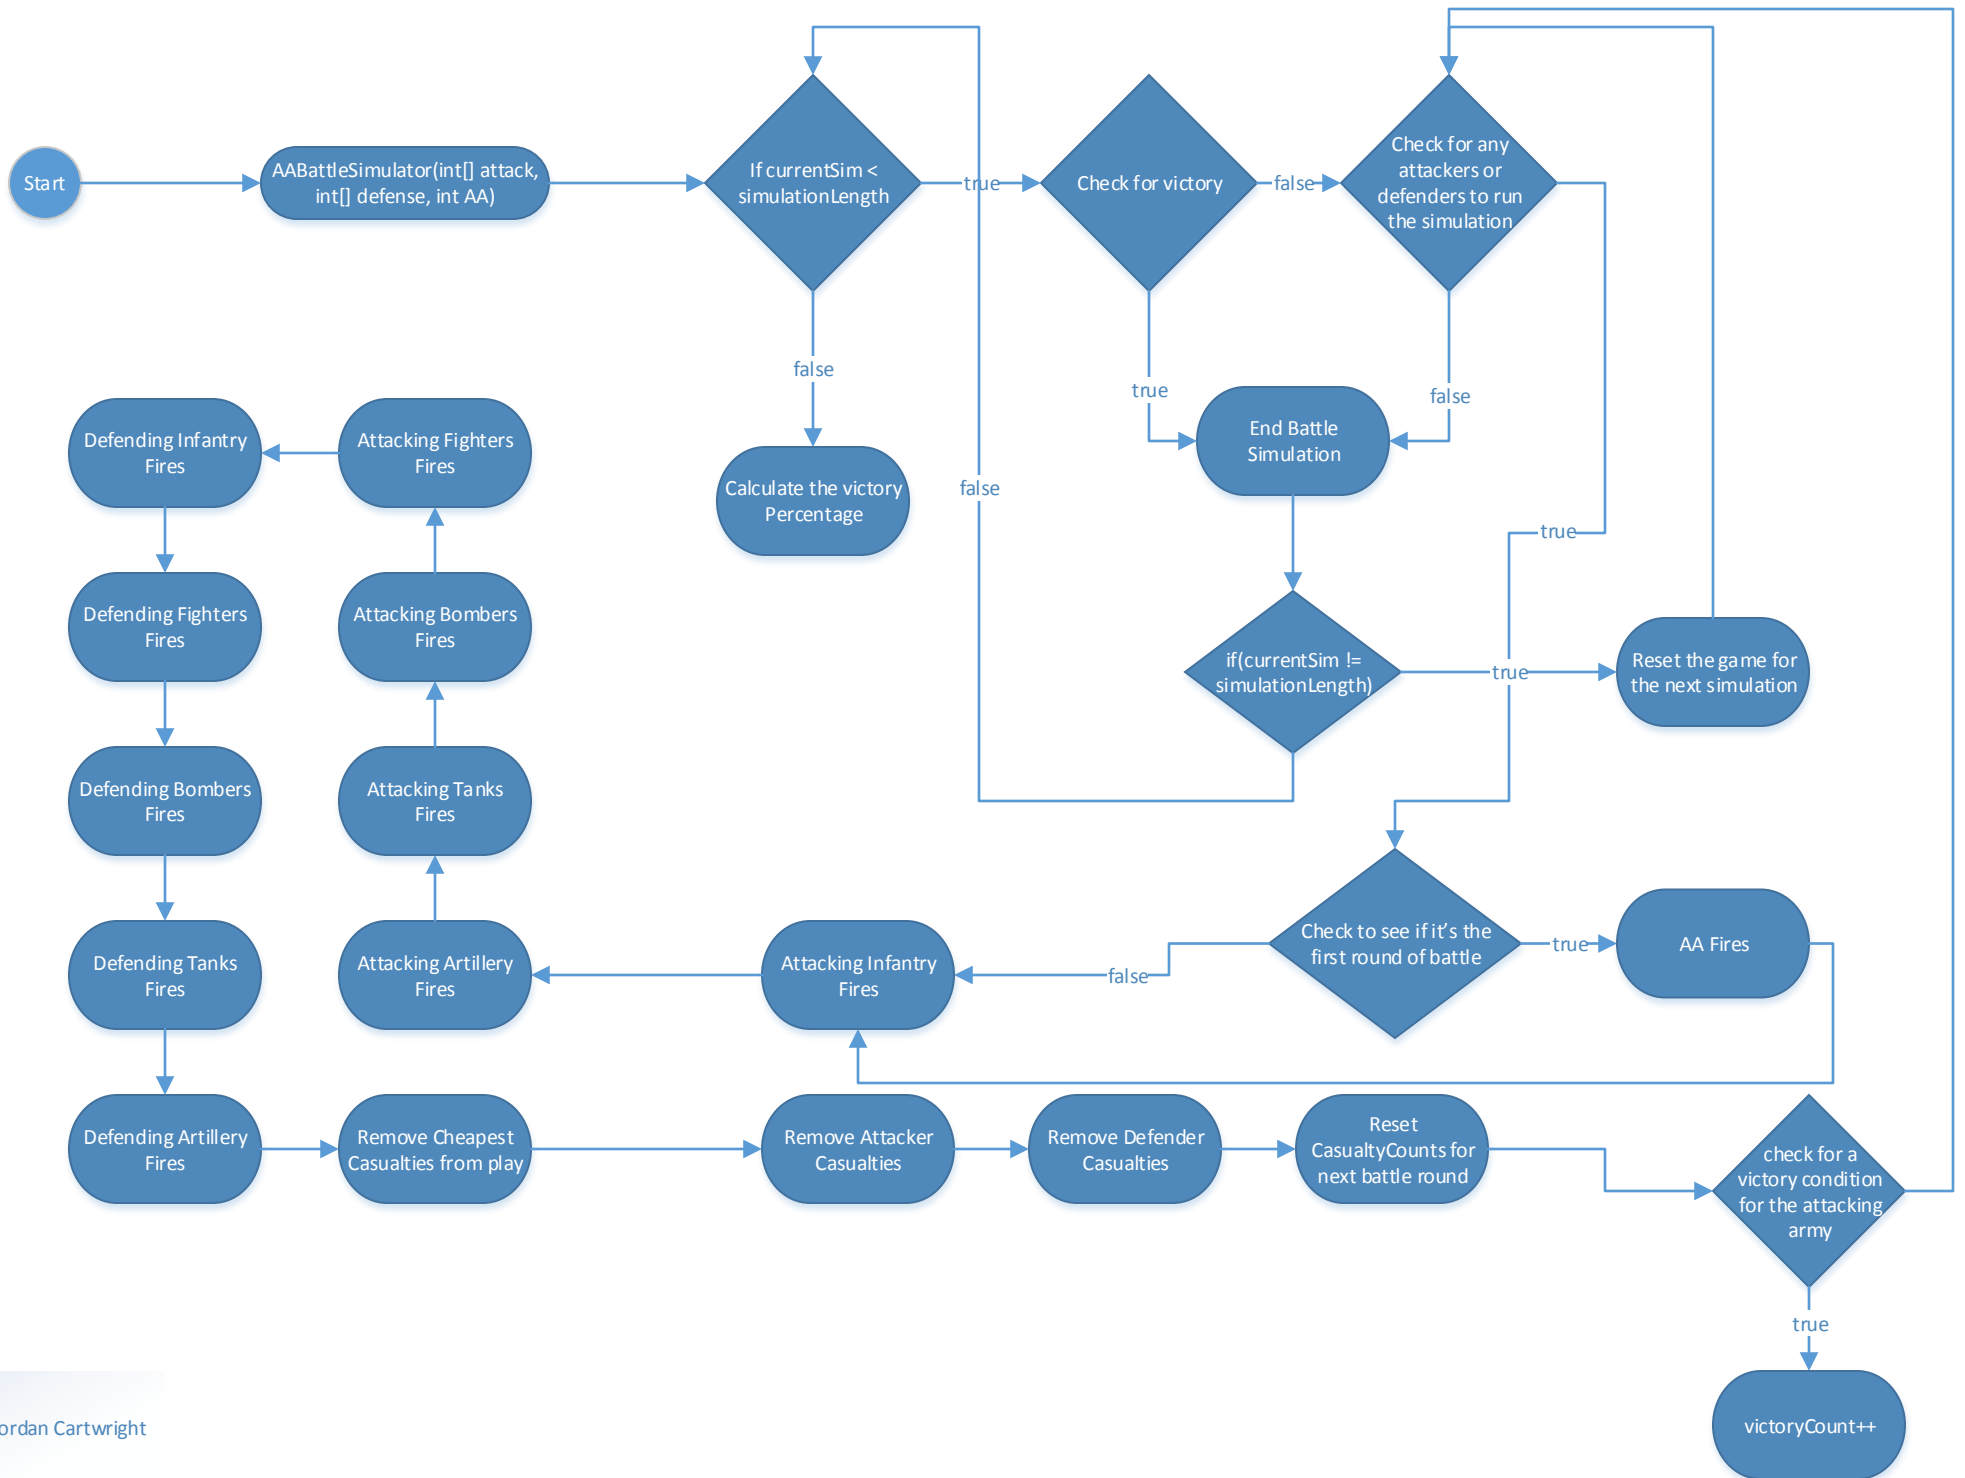 Start
AABattleSimulator(int[] attack,
int[] defense, int AA)
If currentSim <
simulationLength
true
Check for victory
false
Check for any
attackers or
defenders to run
the simulation
false
true
false
End Battle
Simulation
Calculate the victory
Percentage
false
true
if(currentSim !=
simulationLength)
true
Reset the game for
the next simulation
Defending Infantry
Fires
Attacking Fighters
Fires
Defending Fighters
Fires
Attacking Bombers
Fires
Defending Bombers
Fires
Attacking Tanks
Fires
Defending Tanks
Fires
Attacking Artillery
Fires
Attacking Infantry
Fires
false
Check to see if it’s the
first round of battle
true
AA Fires
Defending Artillery
Fires
Remove Cheapest
Casualties from play
Remove Attacker
Casualties
Remove Defender
Casualties
Reset
CasualtyCounts for
next battle round
check for a
victory condition
for the attacking
army
true
victoryCount++
ordan Cartwright